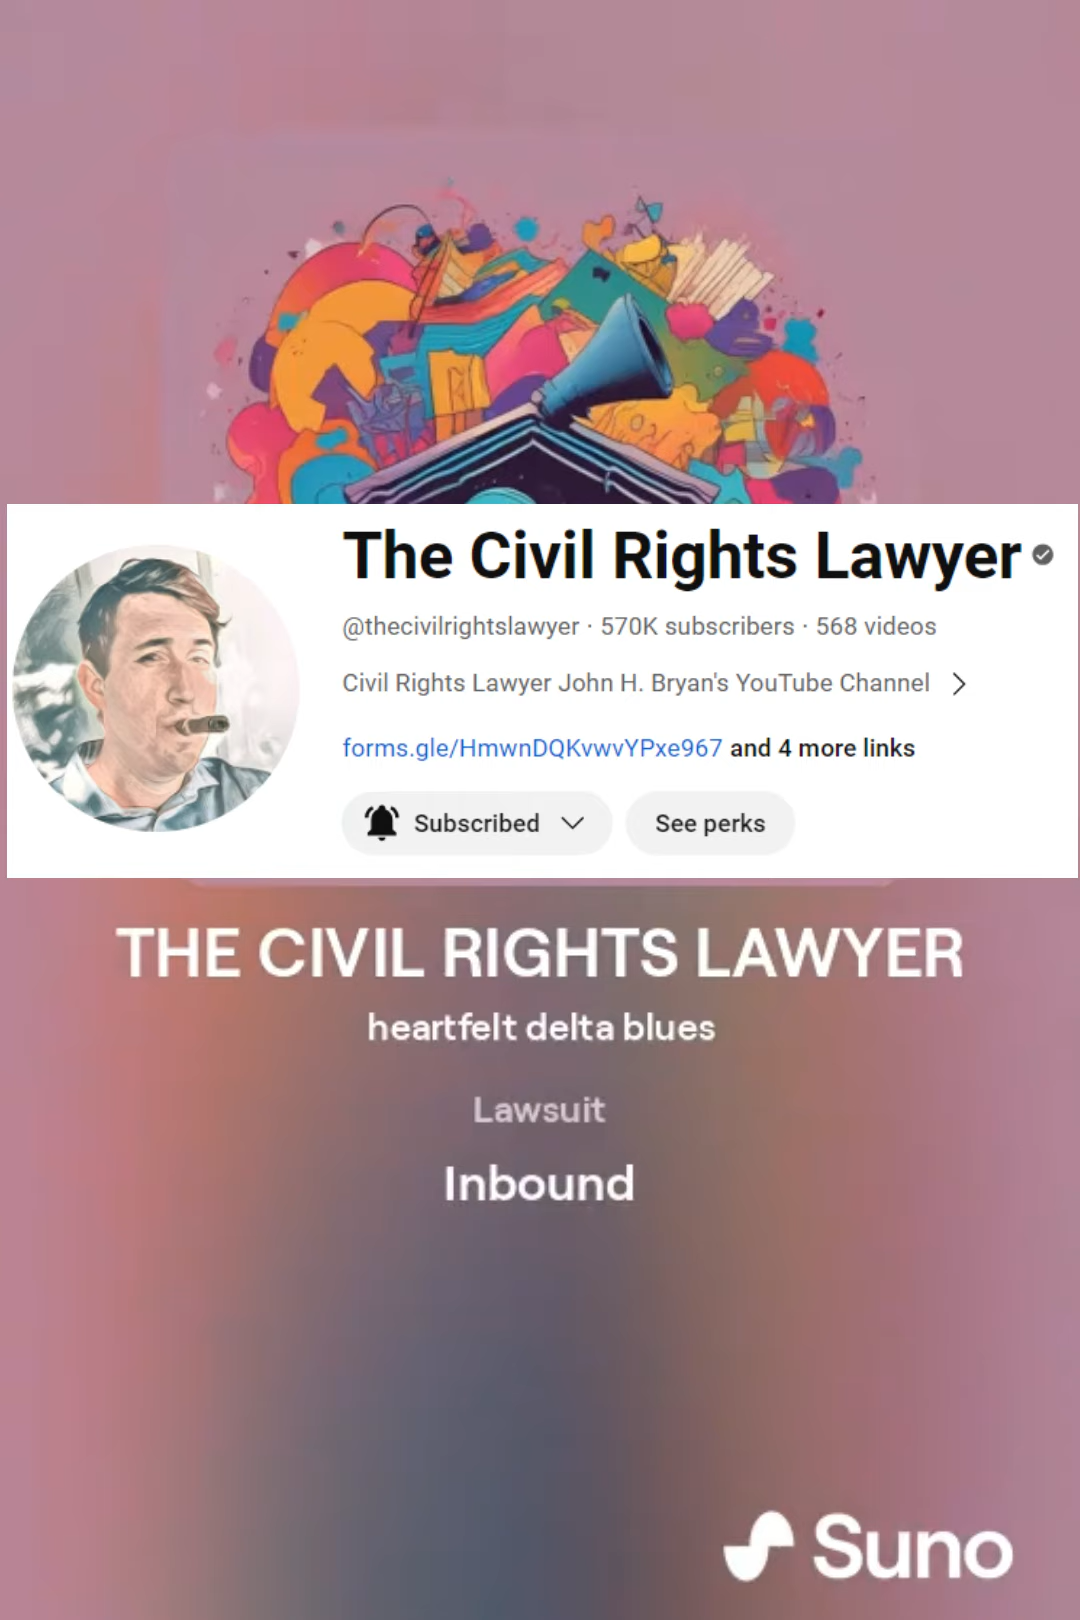 The Civil Rights Lawyer
@thecivilrightslawyer · 570K subscribers · 568 videos
Civil Rights Lawyer John H. Bryan's YouTube Channel
forms.gle/HmwnDQKvwvYPxe967 and 4 more links
Subscribed
See perks
THE CIVIL RIGHTS LAWYER
heartfelt delta blues
Lawsuit
Inbound
Suno